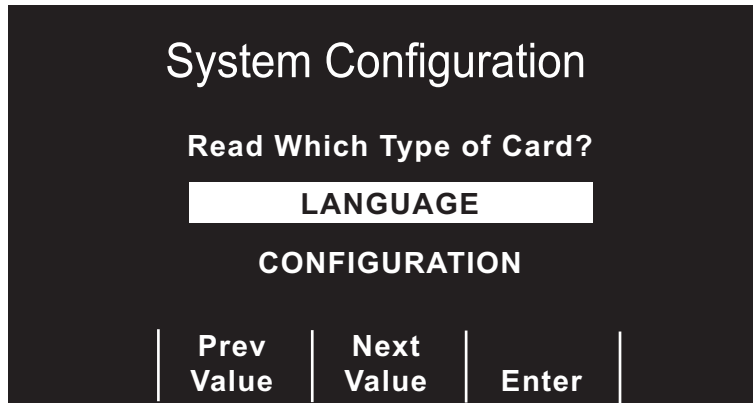 System Configuration
Read Which Type of Card?
LANGUAGE
CONFIGURATION
Prev Next
Value Value Enter